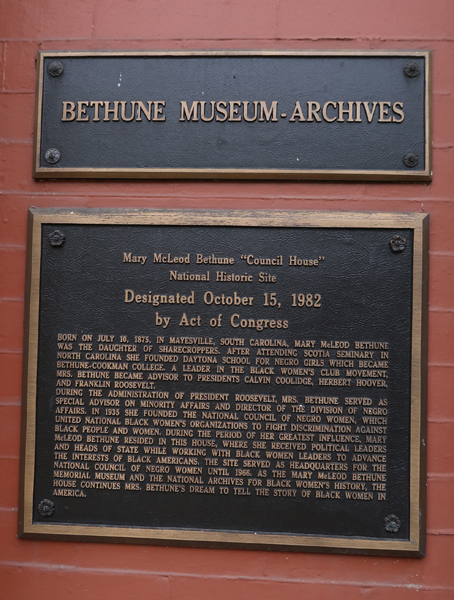 BETHUNE MUSEUM-ARCHIVES
Mary McLeod Bethune "Council House"
National Historic Site
Designated October 15, 1982
by Act of Congress
BORN ON JULY 10, 1875, IN MAYESVILLE, SOUTH CAROLINA, MARY McLEOD BETHUNE
WAS THE DAUGHTER OF SHARECROPPERS. AFTER ATTENDING SCOTIA SEMINARY IN
NORTH CAROLINA SHE FOUNDED DAYTONA SCHOOL FOR NEGRO GIRLS WHICH BECAME
BETHUNE-COOKMAN COLLEGE. A LEADER IN THE BLACK WOMEN'S CLUB MOVEMENT,
MRS. BETHUNE BECAME ADVISOR TO PRESIDENTS CALVIN COOLIDGE, HERBERT HOOVER,
AND FRANKLIN ROOSEVELT.
DURING THE ADMINISTRATION OF PRESIDENT ROOSEVELT, MRS. BETHUNE SERVED AS
SPECIAL ADVISOR ON MINORITY AFFAIRS AND DIRECTOR OF THE DIVISION OF NEGRO
AFFAIRS. IN 1935 SHE FOUNDED THE NATIONAL COUNCIL OF NEGRO WOMEN, WHICH
UNITED NATIONAL BLACK WOMEN'S ORGANIZATIONS TO FIGHT DISCRIMINATION AGAINST
BLACK PEOPLE AND WOMEN. DURING THE PERIOD OF HER GREATEST INFLUENCE, MARY
McLEOD BETHUNE RESIDED IN THIS HOUSE, WHERE SHE RECEIVED POLITICAL LEADERS
AND HEADS OF STATE WHILE WORKING WITH BLACK WOMEN LEADERS TO ADVANCE
THE INTERESTS OF BLACK AMERICANS. THE SITE SERVED AS HEADQUARTERS FOR THE
NATIONAL COUNCIL OF NEGRO WOMEN UNTIL 1966. AS THE MARY McLEOD BETHUNE
MEMORIAL MUSEUM AND THE NATIONAL ARCHIVES FOR BLACK WOMEN'S HISTORY, THE
HOUSE CONTINUES MRS. BETHUNE'S DREAM TO TELL THE STORY OF BLACK WOMEN IN
AMERICA.